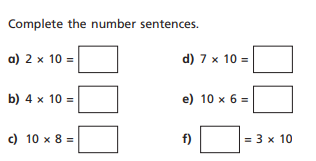 Complete the number sentences.
a) 2 × 10 =
d) 7 × 10 =
b) 4 × 10 =
e) 10 × 6 =
c) 10 × 8 =
f) = 3 × 10